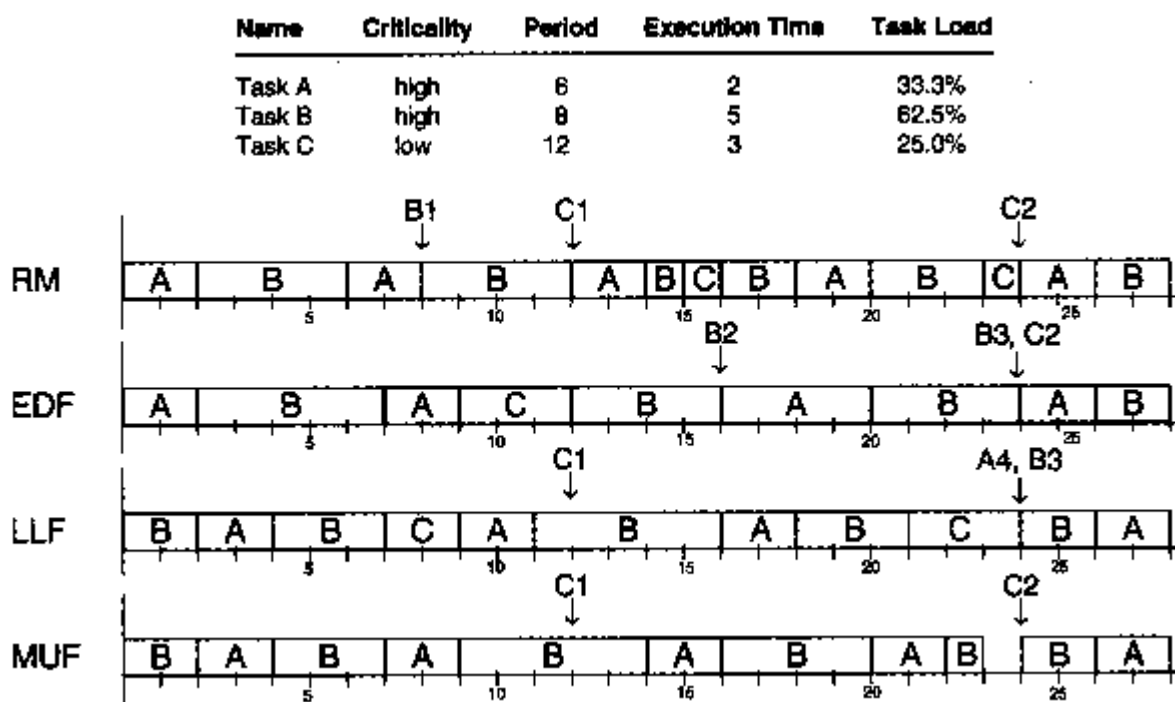 Name Criticality Period Execution Time Task Load
Task A high 6 2 33.3%
Task B high 8 5 62.5%
Task C low 12 3 25.0%
B1 C1 C2
RM A B A B A B C B A B C A B
5 10 15 20 25
B2 B3, C2
EDF A B A C B A B A B
5 10 15 20 25
C1 A4, B3
LLF B A B C A B A B C B A
5 10 15 20 25
C1 C2
MUF B A B A B A B A B B A
5 10 15 20 25